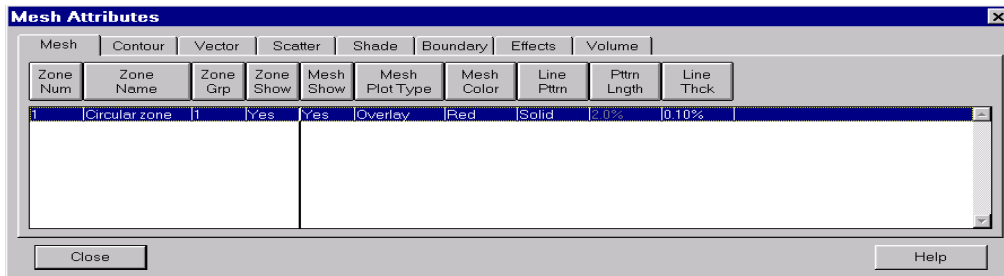 Mesh Attributes
Mesh Contour Vector Scatter Shade Boundary Effects Volume
Zone Num Zone Name Zone Grp Zone Show Mesh Show Mesh Plot Type Mesh Color Line Pttrn Pttrn Lngth Line Thck
1 Circular zone 1 Yes Yes Overlay Red Solid 2.0% 0.10%
Close Help